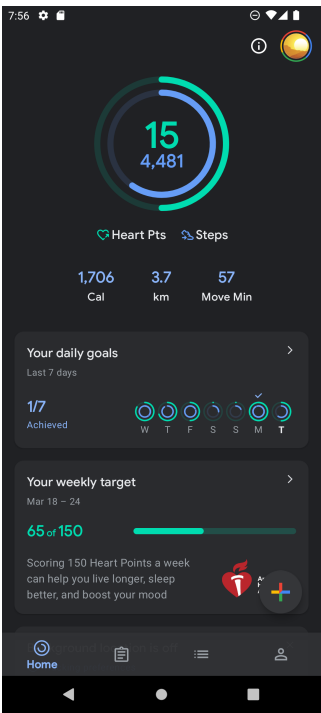 7:56
15
4,481
Heart Pts Steps
1,706 3.7 57
Cal km Move Min
Your daily goals
Last 7 days
1/7
Achieved
W T F S S M T
Your weekly target
Mar 18 – 24
65 of 150
Scoring 150 Heart Points a week
can help you live longer, sleep
better, and boost your mood
Home